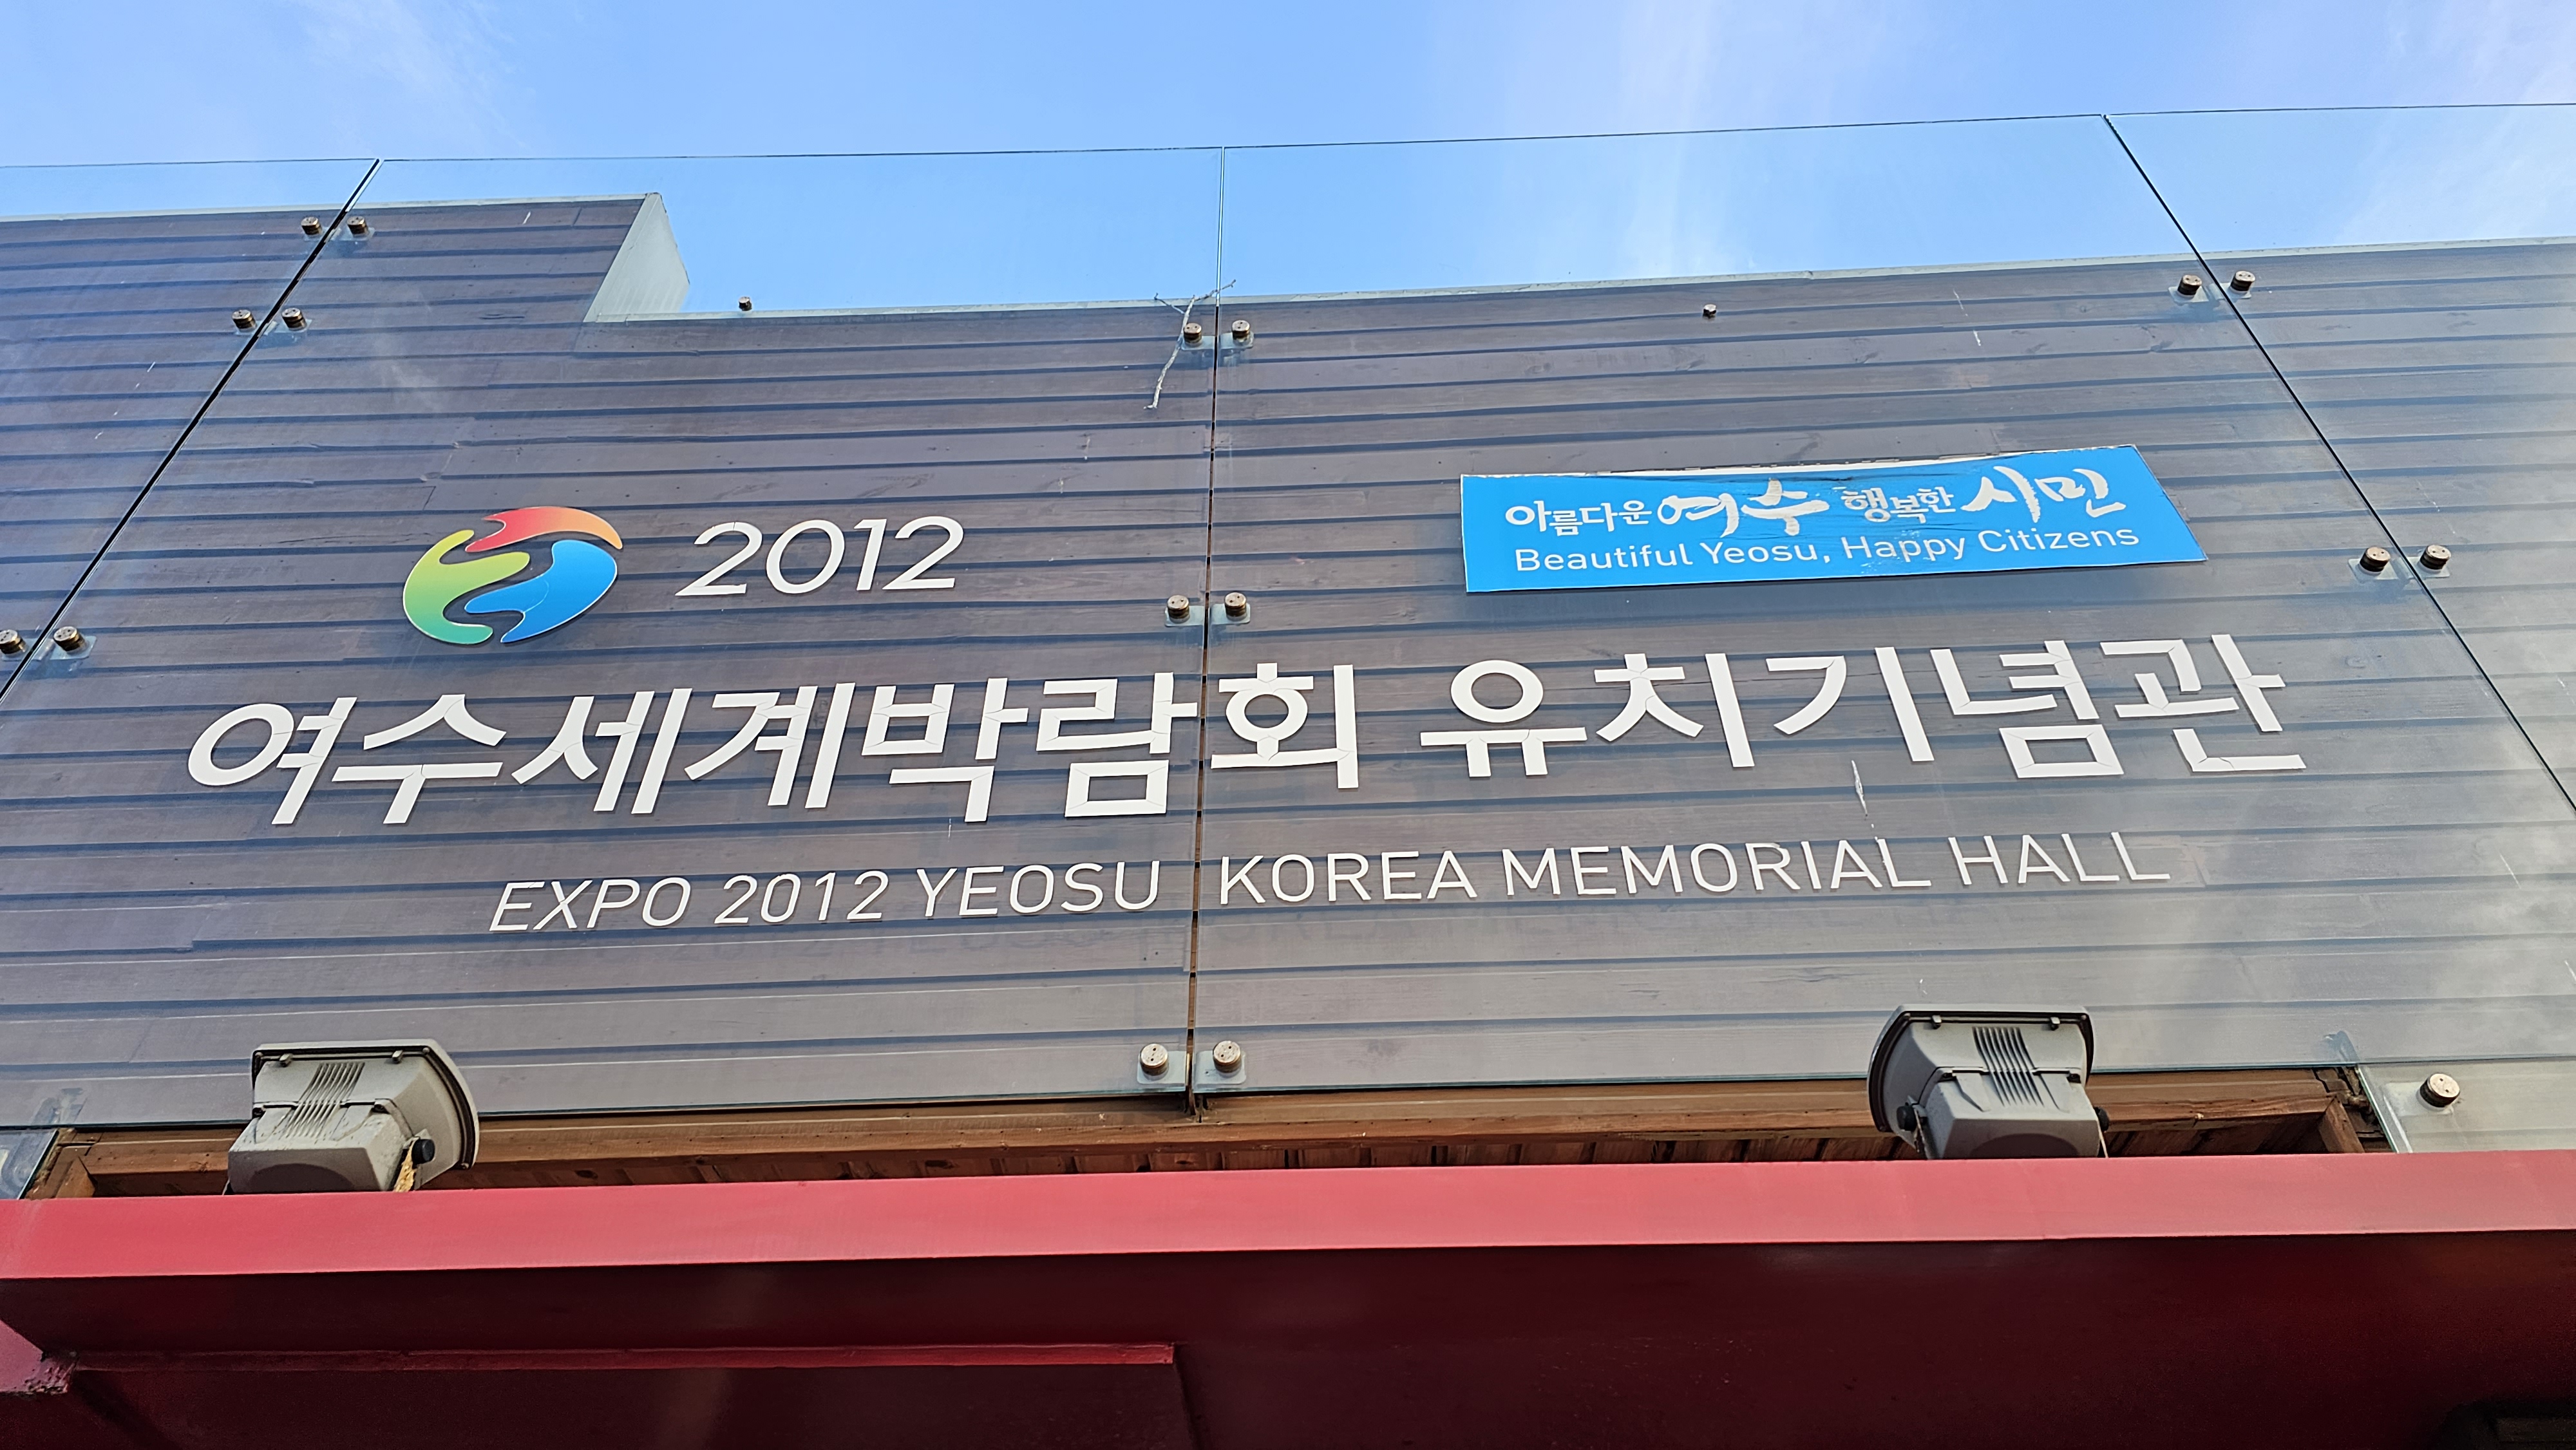 2012
아름다운 여수 행복한 시민
Beautiful Yeosu, Happy Citizens
여수세계박람회 유치기념관
EXPO 2012 YEOSU KOREA MEMORIAL HALL